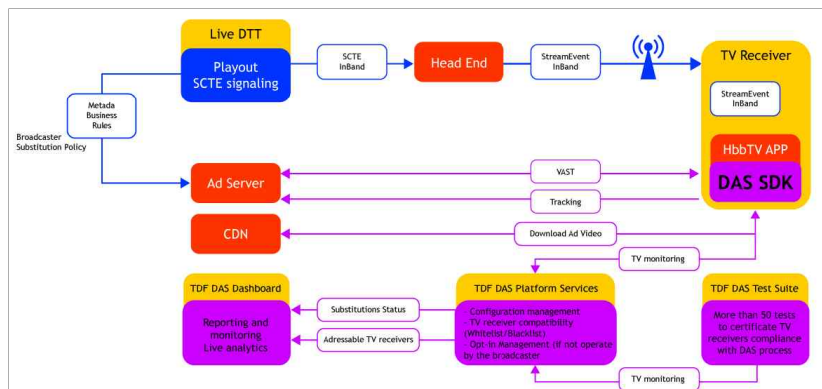 Live DTT
Playout
SCTE signaling
SCTE
InBand
Head End
StreamEvent
InBand
TV Receiver
StreamEvent
InBand
Metada
Business
Rules
Broadcaster
Substitution Policy
HbbTV APP
DAS SDK
Ad Server
VAST
Tracking
CDN
Download Ad Video
TV monitoring
TDF DAS Dashboard
Reporting and
monitoring
Live analytics
Substitutions Status
Adressable TV receivers
TDF DAS Platform Services
- Configuration management
- TV receiver compatibility
(Whitelist/Blacklist)
- Opt-in Management (if not operate
by the broadcaster
TDF DAS Test Suite
More than 50 tests
to certificate TV
receivers compliance
with DAS process
TV monitoring